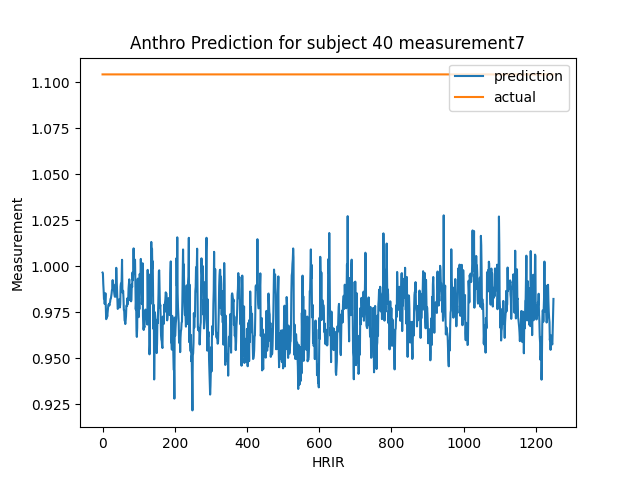 Anthro Prediction for subject 40 measurement7
prediction
actual
Measurement
1.100
1.075
1.050
1.025
1.000
0.975
0.950
0.925
0 200 400 600 800 1000 1200
HRIR